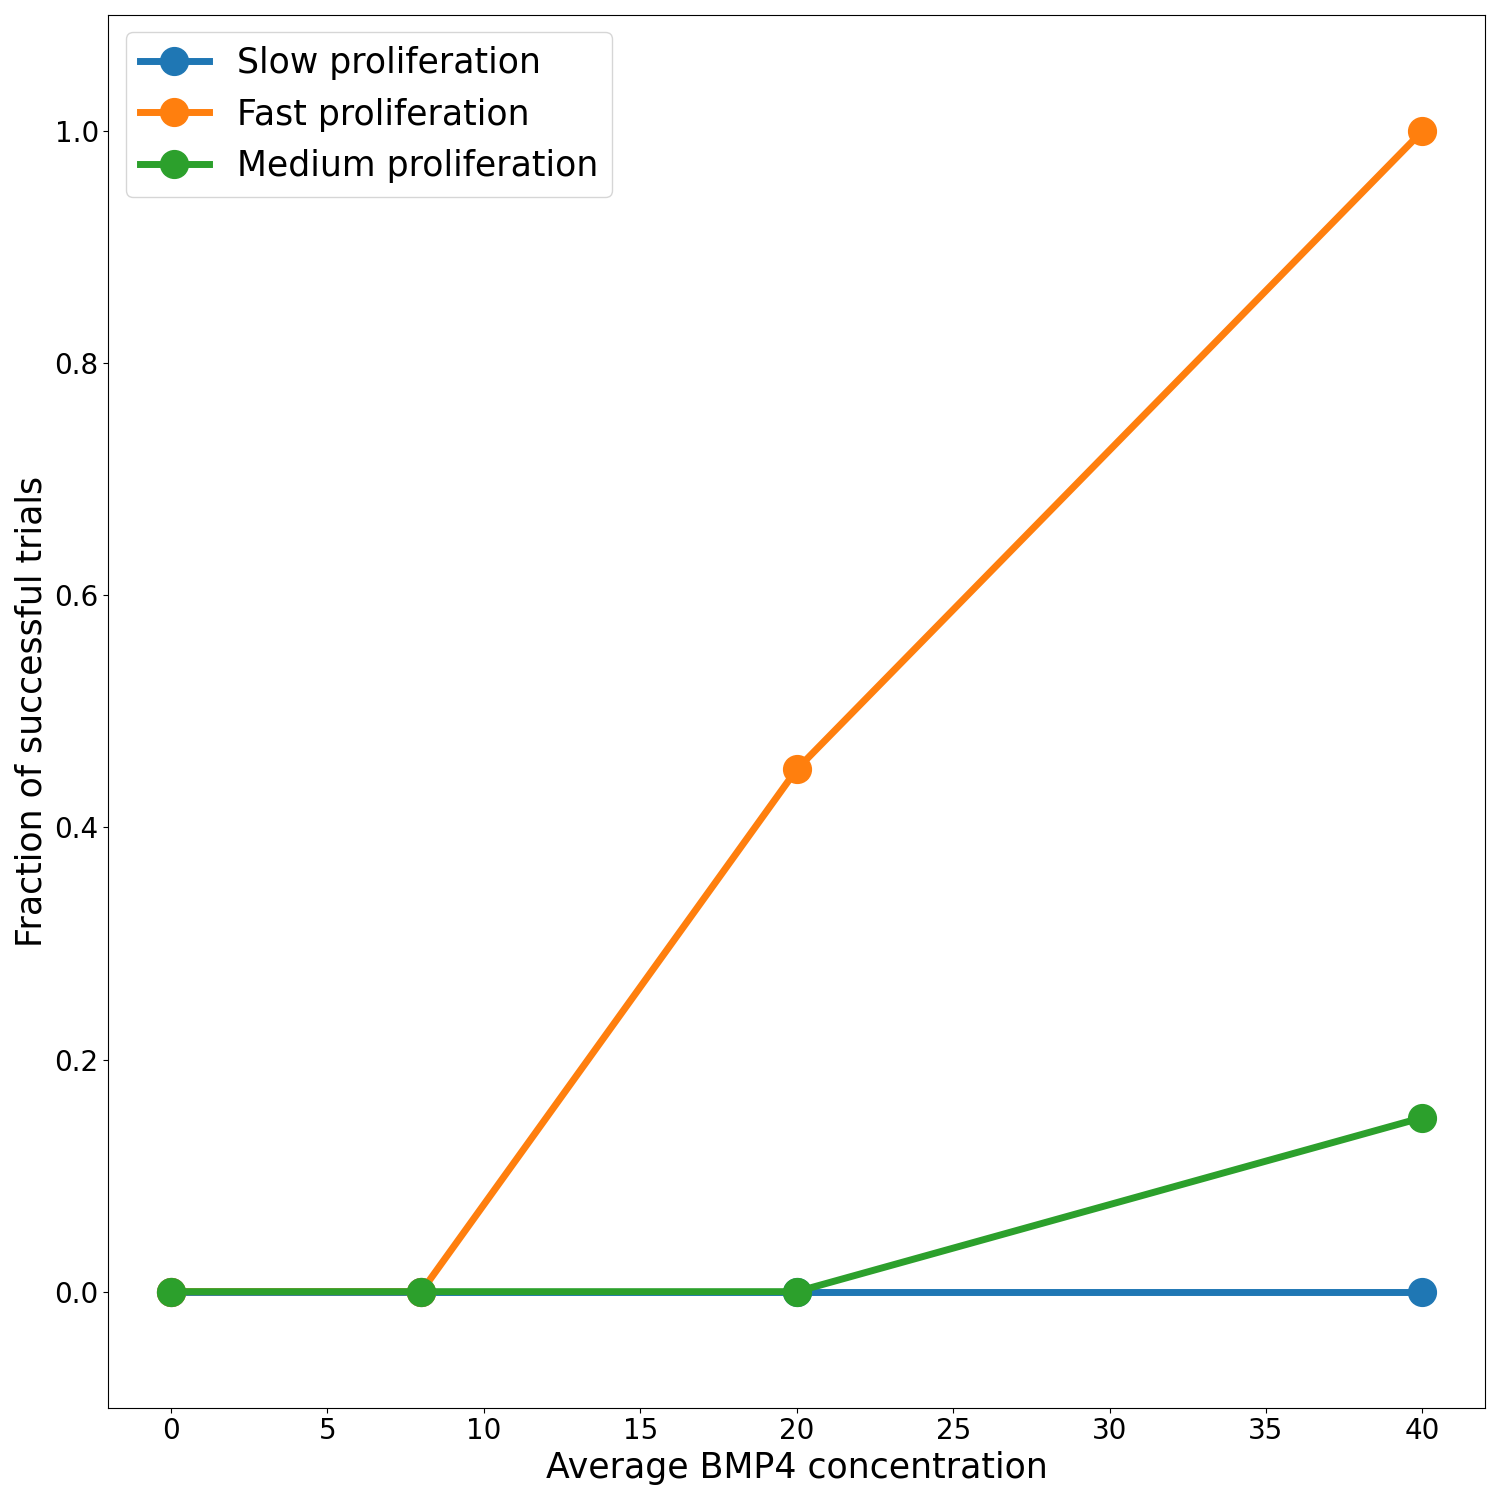 Slow proliferation
Fast proliferation
Medium proliferation
1.0
0.8
0.6
0.4
0.2
0.0
Fraction of successful trials
0 5 10 15 20 25 30 35 40
Average BMP4 concentration